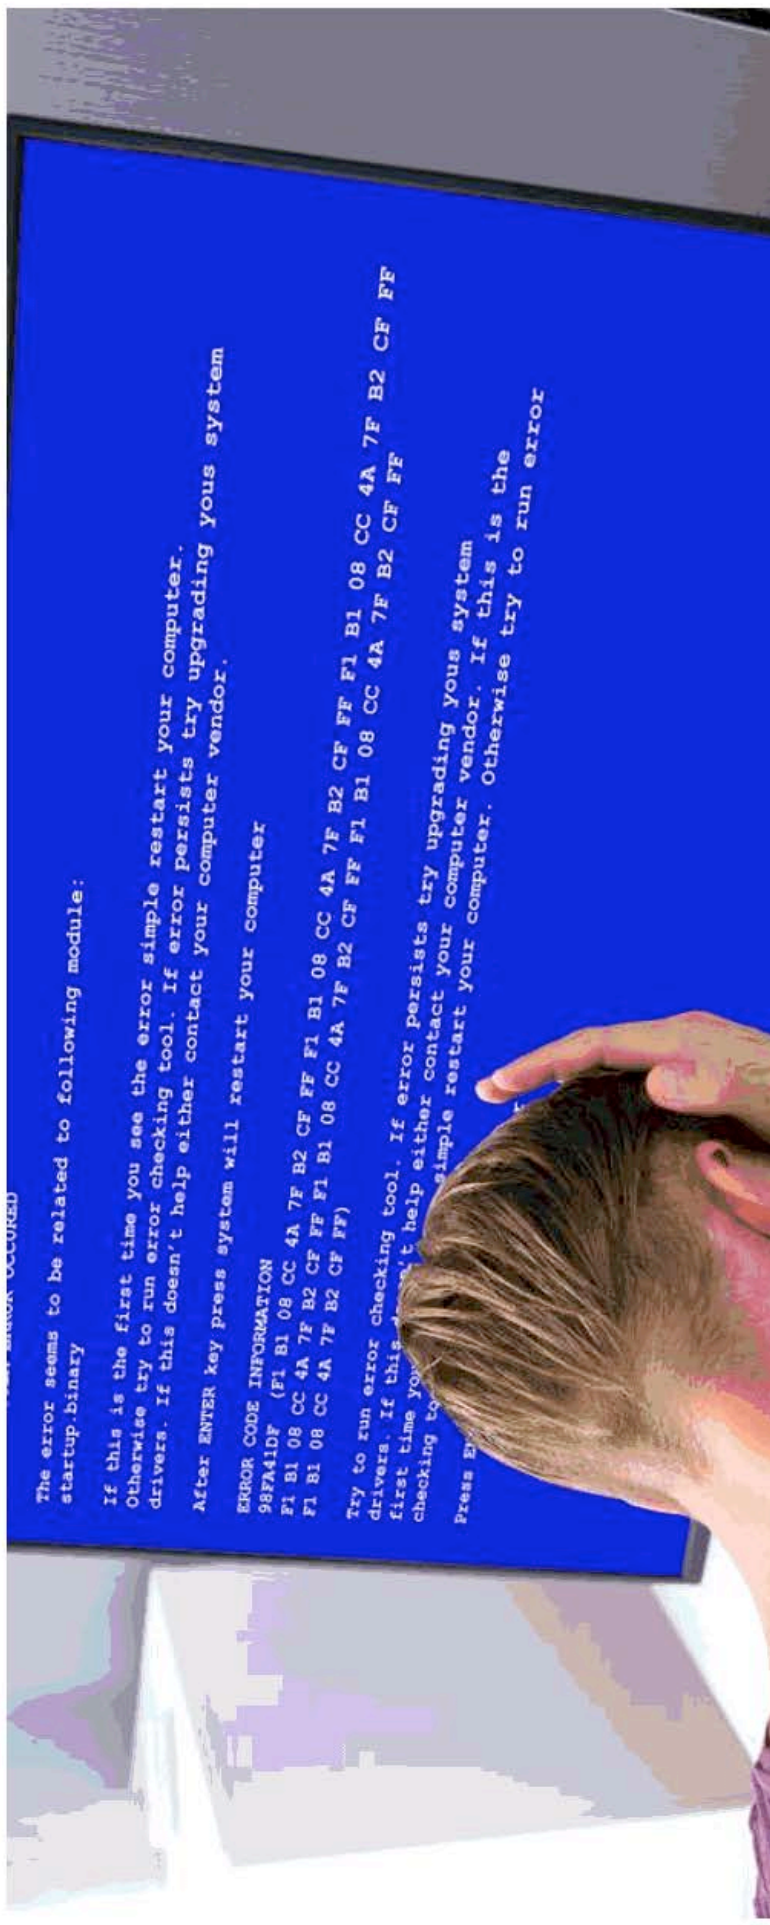 ERROR OCCURED
The error seems to be related to following module:
startup.binary
If this is the first time you see the error simple restart your computer.
Otherwise try to run error checking tool. If error persists try upgrading yous system
drivers. If this doesn't help either contact your computer vendor.
After ENTER key press system will restart your computer
ERROR CODE INFORMATION
98FA41DF (F1 B1 08 CC 4A 7F B2 CF FF F1 B1 08 CC 4A 7F B2 CF FF F1 B1 08 CC 4A 7F B2 CF FF
F1 B1 08 CC 4A 7F B2 CF FF F1 B1 08 CC 4A 7F B2 CF FF F1 B1 08 CC 4A 7F B2 CF FF
F1 B1 08 CC 4A 7F B2 CF FF)
Try to run error checking tool. If error persists try upgrading yous system
drivers. If this 't help either contact your computer vendor. If this is the
first time simple restart your computer. Otherwise try to run error
checking
Press